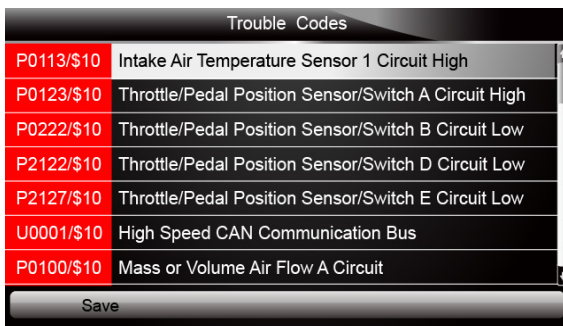 Trouble Codes
P0113/$10 Intake Air Temperature Sensor 1 Circuit High
P0123/$10 Throttle/Pedal Position Sensor/Switch A Circuit High
P0222/$10 Throttle/Pedal Position Sensor/Switch B Circuit Low
P2122/$10 Throttle/Pedal Position Sensor/Switch D Circuit Low
P2127/$10 Throttle/Pedal Position Sensor/Switch E Circuit Low
U0001/$10 High Speed CAN Communication Bus
P0100/$10 Mass or Volume Air Flow A Circuit
Save